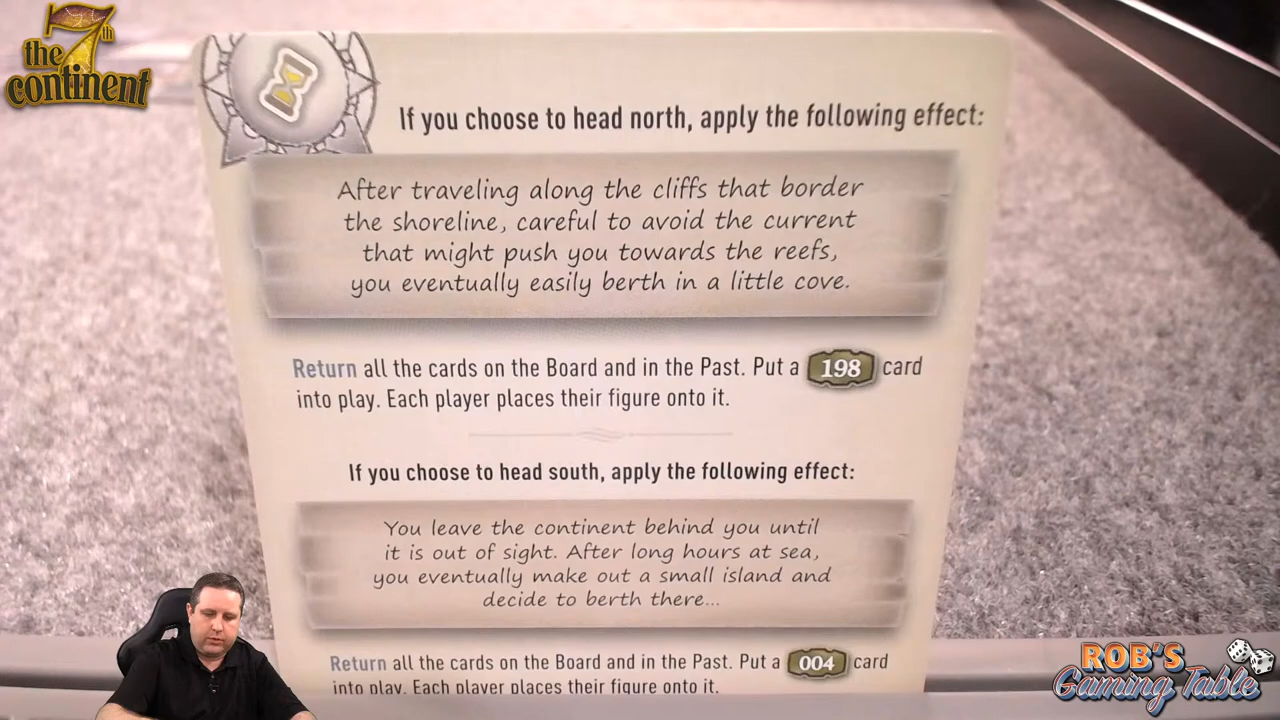 the
7th
continent
If you choose to head north, apply the following effect:
After traveling along the cliffs that border
the shoreline, careful to avoid the current
that might push you towards the reefs,
you eventually easily berth in a little cove.
Return all the cards on the Board and in the Past. Put a 198 card
into play. Each player places their figure onto it.
If you choose to head south, apply the following effect:
You leave the continent behind you until
it is out of sight. After long hours at sea,
you eventually make out a small island and
decide to berth there...
Return all the cards on the Board and in the Past. Put a 004 card
into play. Each player places their figure onto it.
ROB'S
Gaming Table